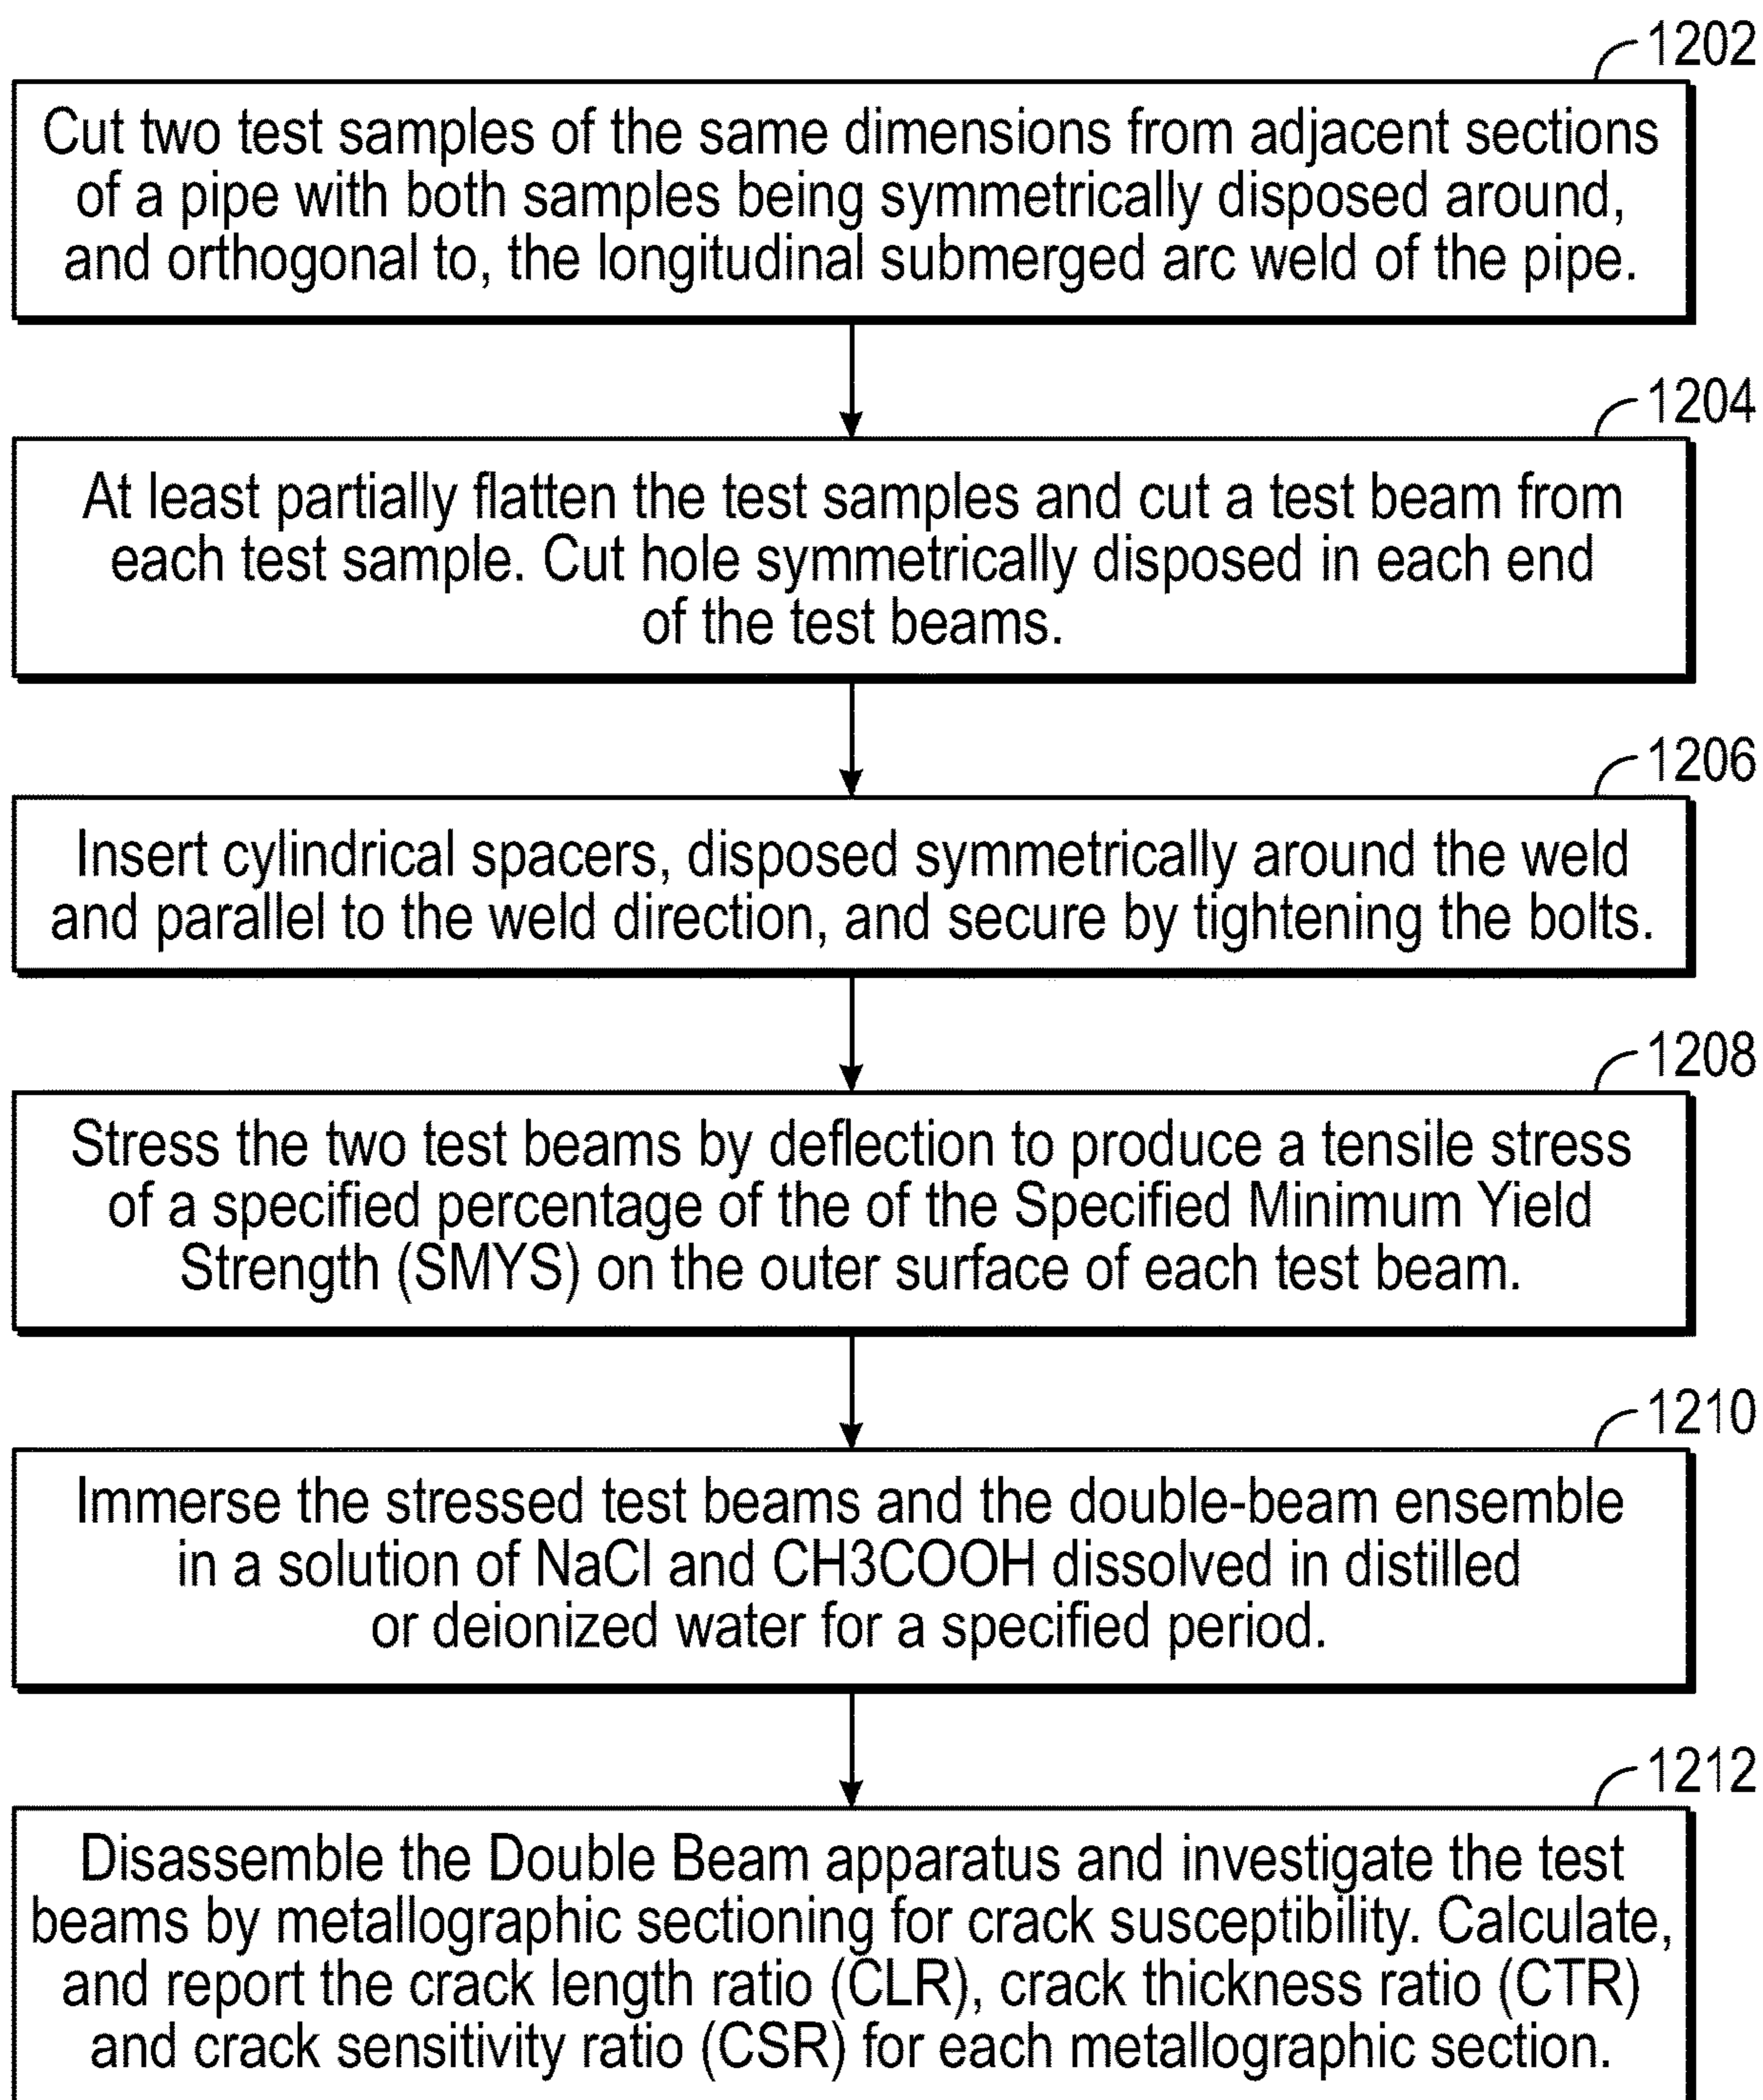 1202
Cut two test samples of the same dimensions from adjacent sections
of a pipe with both samples being symmetrically disposed around,
and orthogonal to, the longitudinal submerged arc weld of the pipe.
1204
At least partially flatten the test samples and cut a test beam from
each test sample. Cut hole symmetrically disposed in each end
of the test beams.
1206
Insert cylindrical spacers, disposed symmetrically around the weld
and parallel to the weld direction, and secure by tightening the bolts.
1208
Stress the two test beams by deflection to produce a tensile stress
of a specified percentage of the of the Specified Minimum Yield
Strength (SMYS) on the outer surface of each test beam.
1210
Immerse the stressed test beams and the double-beam ensemble
in a solution of NaCl and CH3COOH dissolved in distilled
or deionized water for a specified period.
1212
Disassemble the Double Beam apparatus and investigate the test
beams by metallographic sectioning for crack susceptibility. Calculate,
and report the crack length ratio (CLR), crack thickness ratio (CTR)
and crack sensitivity ratio (CSR) for each metallographic section.